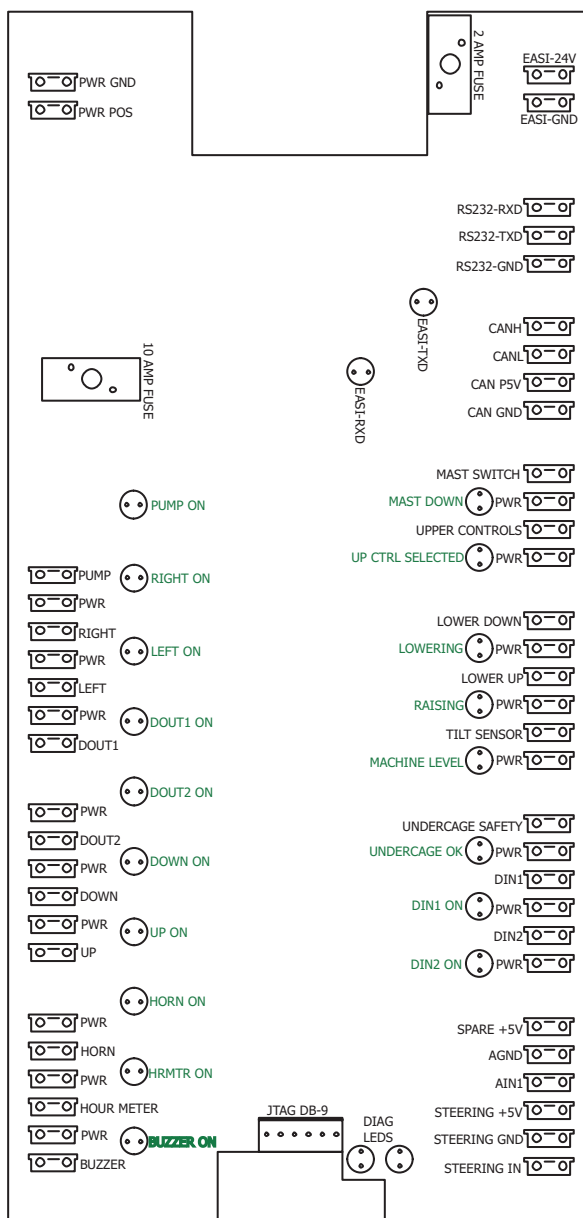 PWR GND
PWR POS
2 AMP FUSE
EASI-24V
EASI-GND
RS232-RXD
RS232-TXD
RS232-GND
EASI-TXD
EASI-RXD
10 AMP FUSE
CANH
CANL
CAN P5V
CAN GND
PUMP ON
RIGHT ON
LEFT ON
DOUT1 ON
DOUT2 ON
DOWN ON
UP ON
HORN ON
HRMTR ON
BUZZER ON
PUMP
PWR
RIGHT
PWR
LEFT
PWR
DOUT1
PWR
DOUT2
PWR
DOWN
PWR
UP
PWR
HORN
PWR
HOUR METER
PWR
BUZZER
MAST SWITCH
MAST DOWN PWR
UPPER CONTROLS
UP CTRL SELECTED PWR
LOWER DOWN
LOWERING PWR
LOWER UP
RAISING PWR
TILT SENSOR
MACHINE LEVEL PWR
UNDERCAGE SAFETY
UNDERCAGE OK PWR
DIN1
DIN1 ON PWR
DIN2
DIN2 ON PWR
SPARE +5V
AGND
AIN1
STEERING +5V
STEERING GND
STEERING IN
JTAG DB-9
DIAG
LEDS